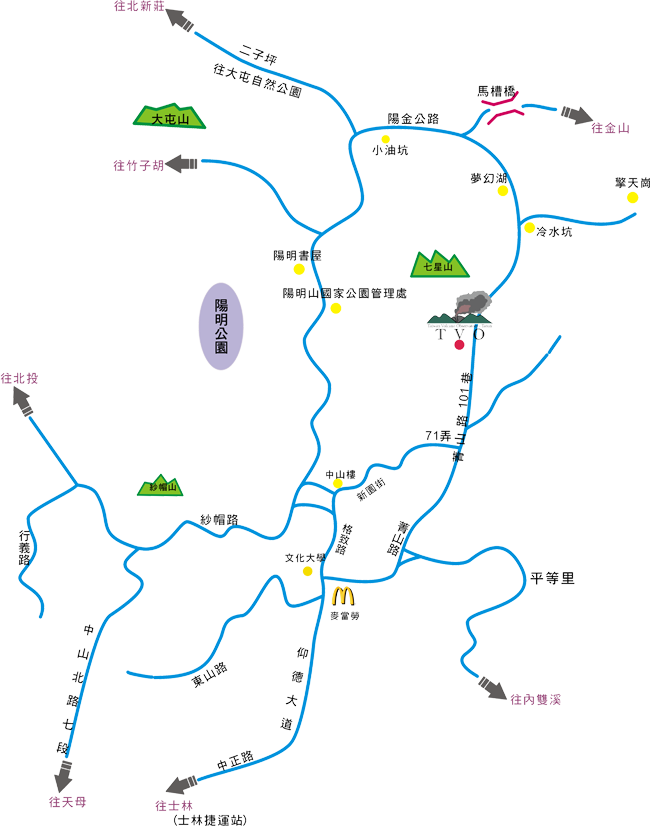 往北新莊
二子坪
往大屯自然公園
馬槽橋
大屯山
陽金公路
往金山
小油坑
往竹子胡
夢幻湖
擎天崗
冷水坑
陽明書屋
七星山
陽明山國家公園管理處
陽明公園
TVO
往北投
菁山路101巷
71弄
中山樓
新園街
紗帽山
紗帽路
格致路
菁山路
行義路
文化大學
平等里
麥當勞
中山北路七段
東山路
仰德大道
往內雙溪
中正路
往天母
往士林
(士林捷運站)